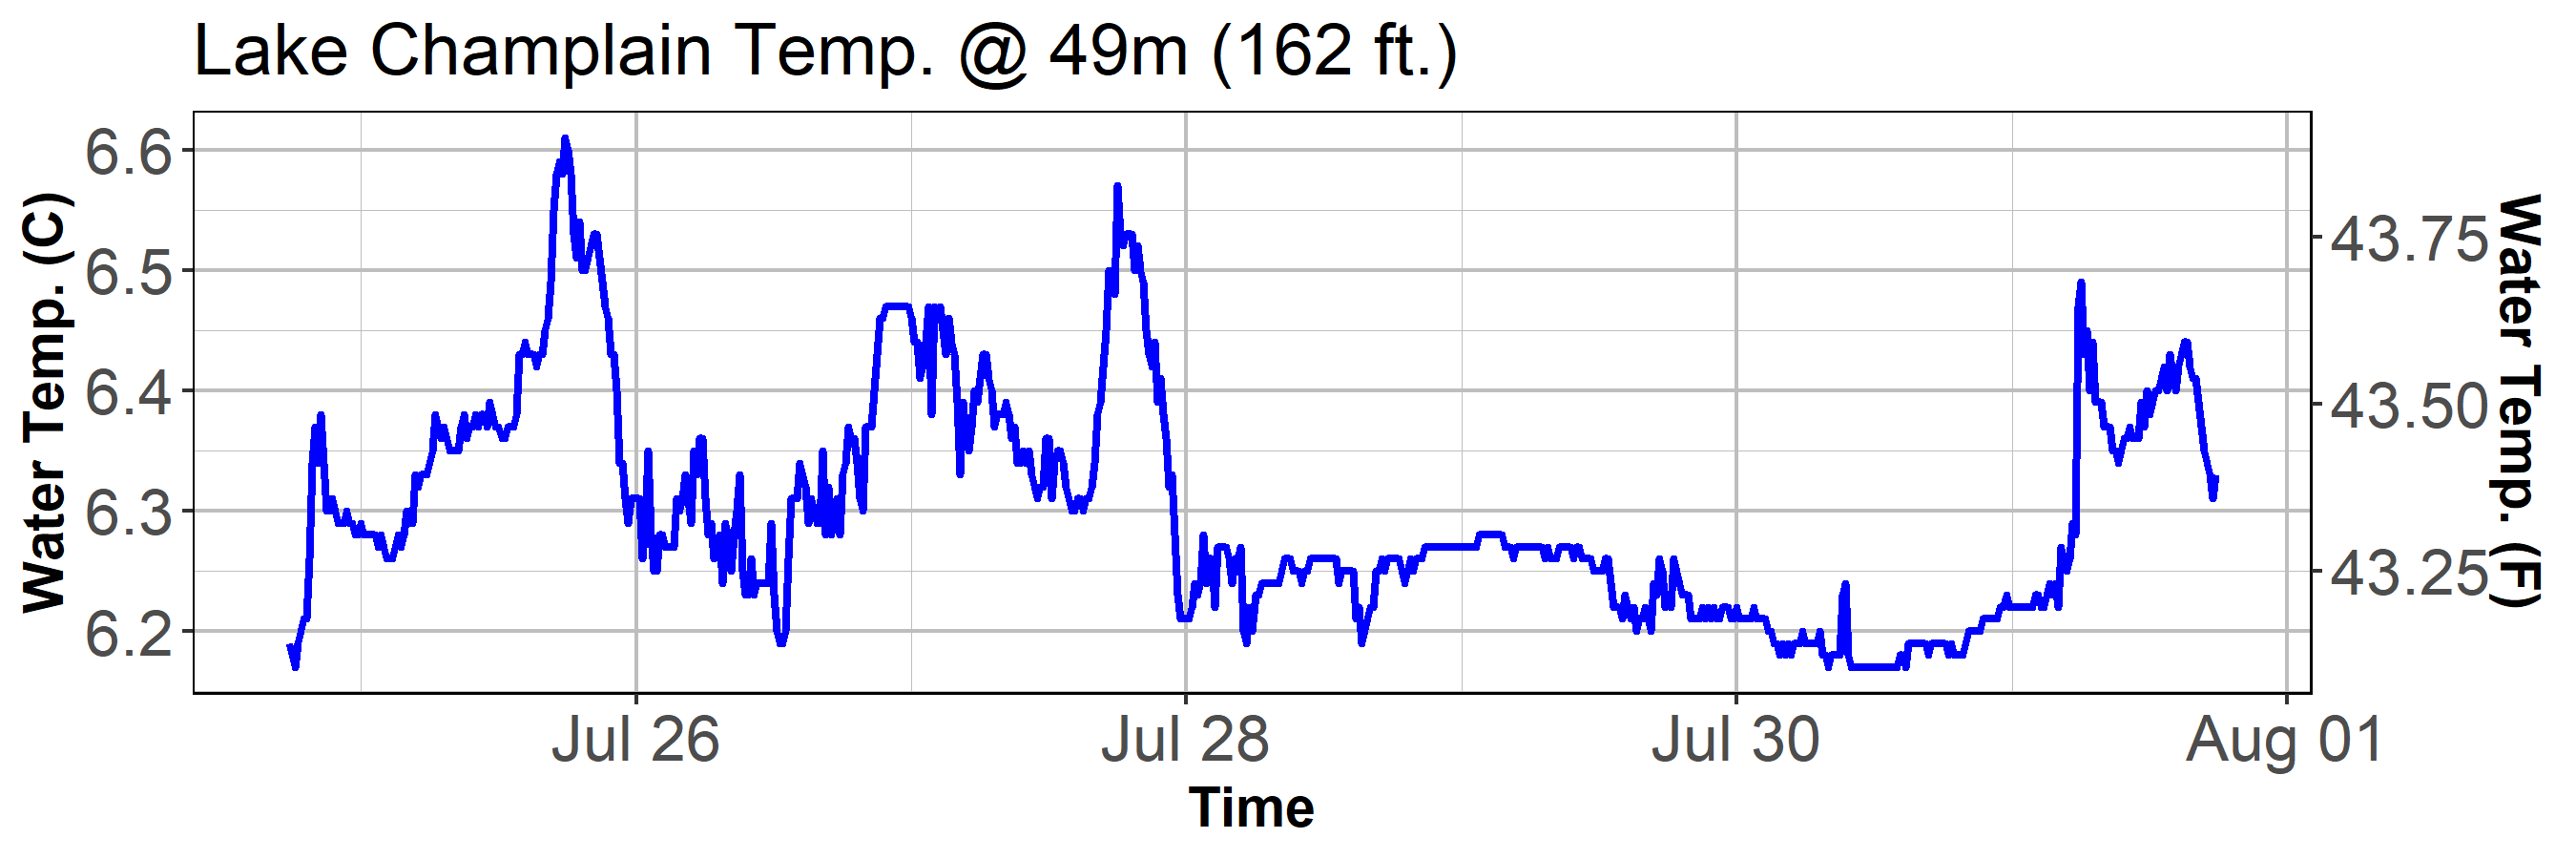 Lake Champlain Temp. @ 49m (162 ft.)
Water Temp. (C)
6.6
6.5
6.4
6.3
6.2
43.75
43.50
43.25
Water Temp. (F)
Jul 26
Jul 28
Jul 30
Aug 01
Time